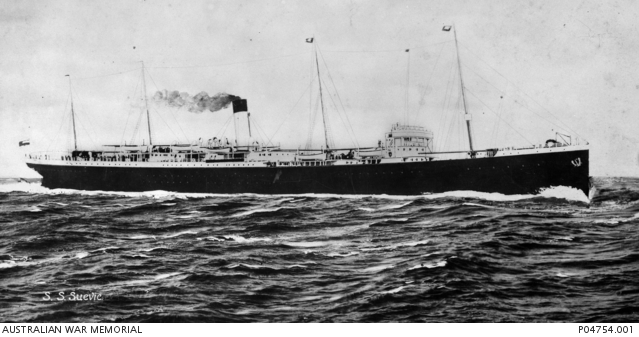 S. S. Suevic.
AUSTRALIAN WAR MEMORIAL
P04754.001